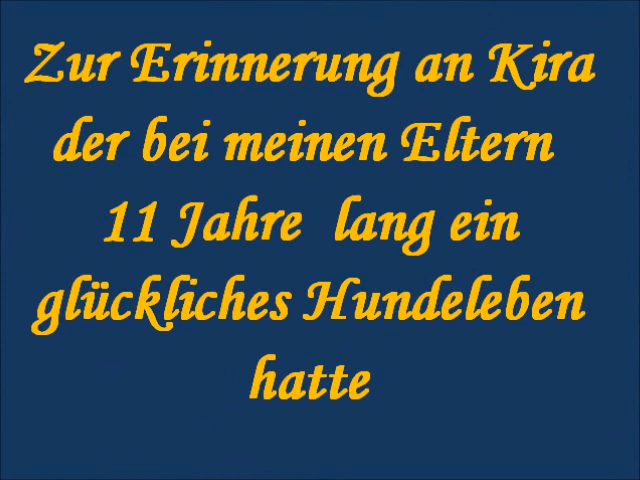 Zur Erinnerung an Kira
der bei meinen Eltern
11 Jahre lang ein
glückliches Hundeleben
hatte